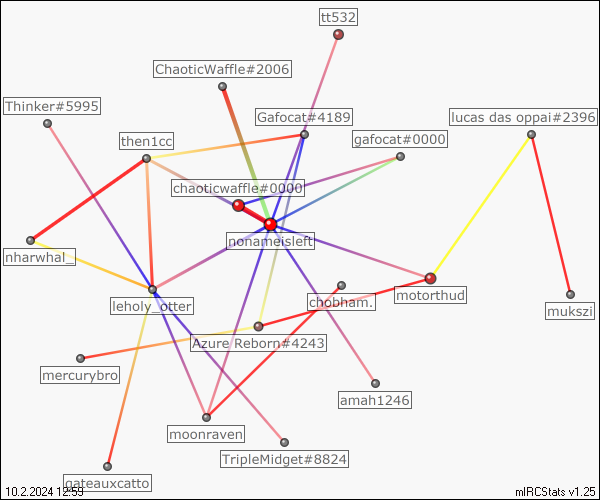 tt532
ChaoticWaffle#2006
Thinker#5995
Gafocat#4189
lucas das oppai#2396
then1cc
gafocat#0000
chaoticwaffle#0000
nonameisleft
nharwhal_
leholy_otter
chobham.
motorthud
mukszi
Azure Reborn#4243
mercurybro
amah1246
moonraven
TripleMidget#8824
gateauxcatto
10.2.2024 12:59
mIRCStats v1.25